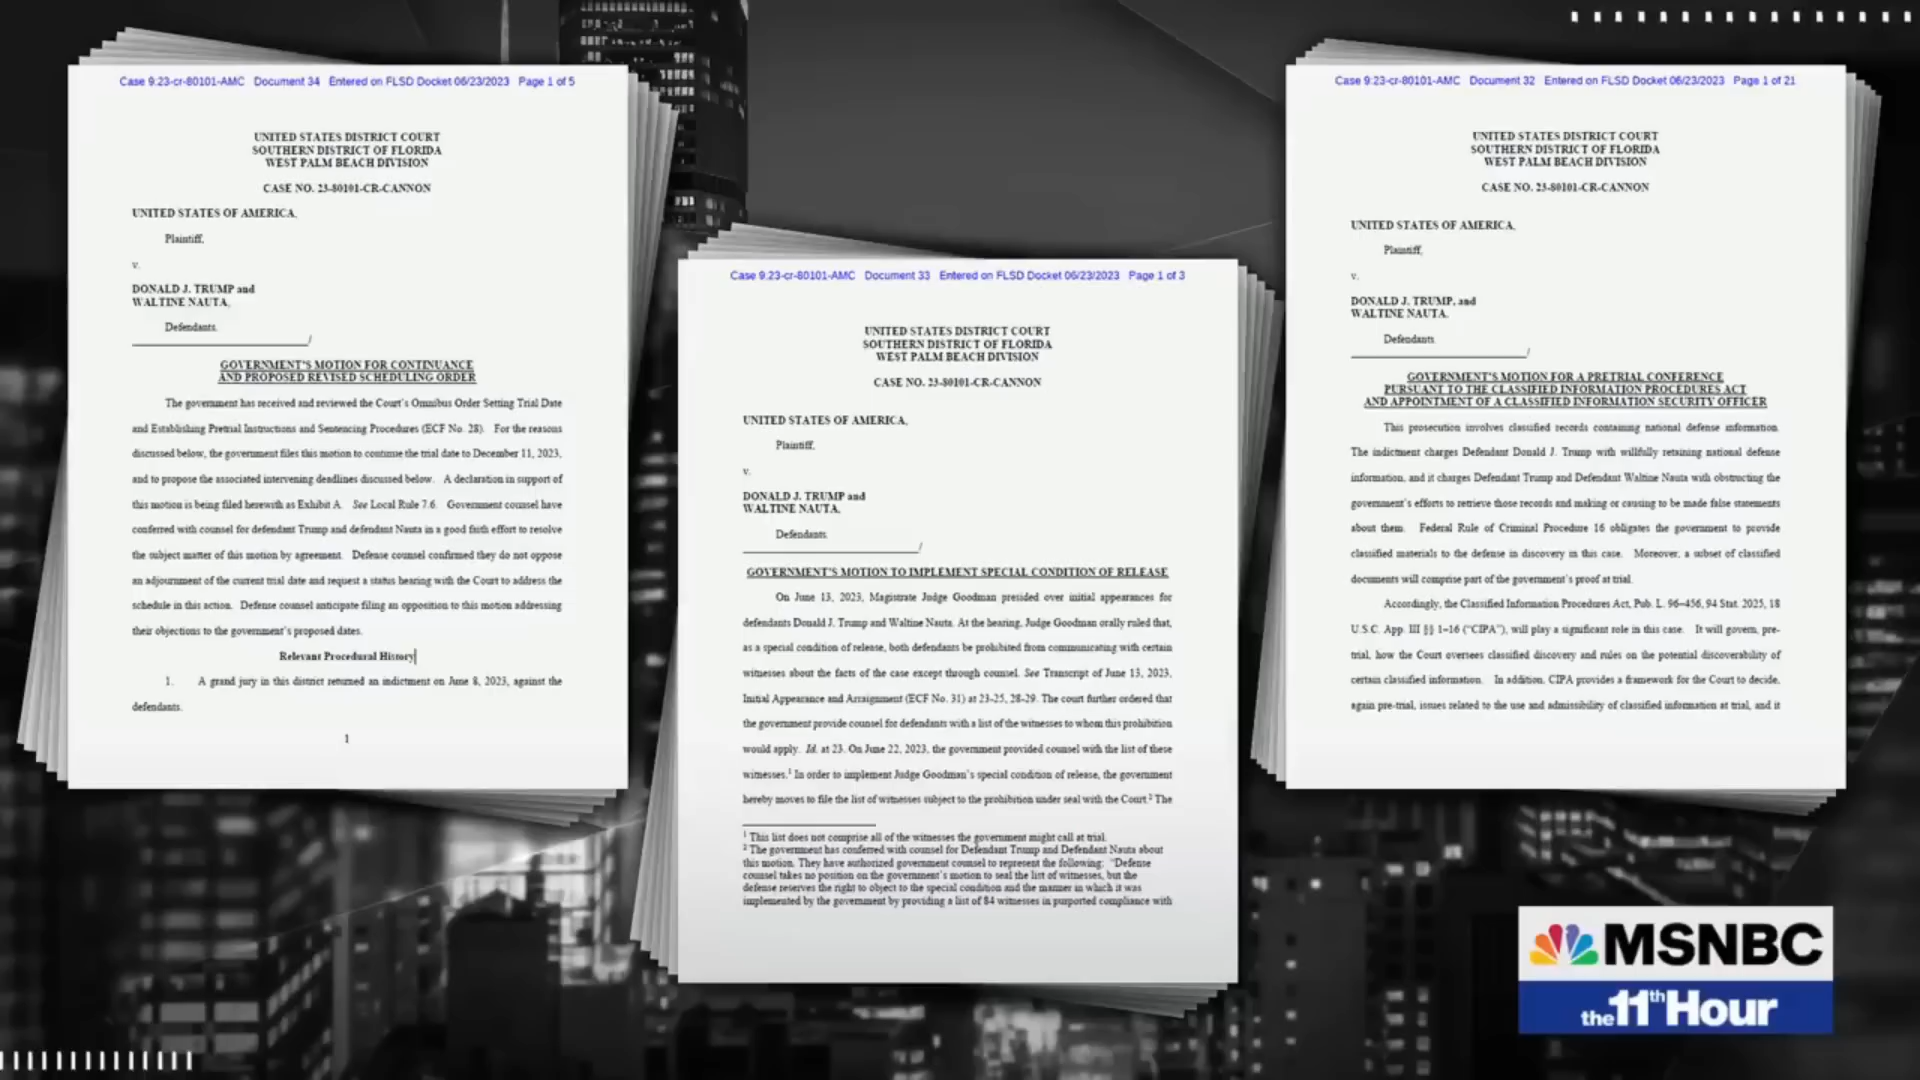 Case 9:23-cr-80101-AMC Document 34 Entered on FLSD Docket 06/23/2023 Page 1 of 5
UNITED STATES DISTRICT COURT
SOUTHERN DISTRICT OF FLORIDA
WEST PALM BEACH DIVISION
CASE NO. 23-80101-CR-CANNON
UNITED STATES OF AMERICA,
Plaintiff,
v.
DONALD J. TRUMP and
WALTINE NAUTA,
Defendants.
/
GOVERNMENT'S MOTION FOR CONTINUANCE
AND PROPOSED REVISED SCHEDULING ORDER
The government has received and reviewed the Court's Omnibus Order Setting Trial Date
and Establishing Pretrial Instructions and Sentencing Procedures (ECF No. 28). For the reasons
discussed below, the government files this motion to continue the trial date to December 11, 2023,
and to propose the associated intervening deadlines discussed below. A declaration in support of
this motion is being filed herewith as Exhibit A. See Local Rule 7.6. Government counsel have
conferred with counsel for defendant Trump and defendant Nauta in a good faith effort to resolve
the subject matter of this motion by agreement. Defense counsel confirmed they do not oppose
an adjournment of the current trial date and request a status hearing with the Court to address the
schedule in this action. Defense counsel anticipate filing an opposition to this motion addressing
their objections to the government's proposed dates.
Relevant Procedural History
1. A grand jury in this district returned an indictment on June 8, 2023, against the
defendants.
1
Case 9:23-cr-80101-AMC Document 33 Entered on FLSD Docket 06/23/2023 Page 1 of 3
UNITED STATES DISTRICT COURT
SOUTHERN DISTRICT OF FLORIDA
WEST PALM BEACH DIVISION
CASE NO. 23-80101-CR-CANNON
UNITED STATES OF AMERICA,
Plaintiff,
v.
DONALD J. TRUMP and
WALTINE NAUTA,
Defendants.
/
GOVERNMENT'S MOTION TO IMPLEMENT SPECIAL CONDITION OF RELEASE
On June 13, 2023, Magistrate Judge Goodman presided over initial appearances for
defendants Donald J. Trump and Waltine Nauta. At the hearing, Judge Goodman orally ruled that,
as a special condition of release, both defendants be prohibited from communicating with certain
witnesses about the facts of the case except through counsel. See Transcript of June 13, 2023,
Initial Appearance and Arraignment (ECF No. 31) at 23-25, 28-29. The court further ordered that
the government provide counsel for defendants with a list of the witnesses to whom this prohibition
would apply. Id. at 23. On June 22, 2023, the government provided counsel with the list of these
witnesses.1 In order to implement Judge Goodman's special condition of release, the government
hereby moves to file the list of witnesses subject to the prohibition under seal with the Court.2 The
1 This list does not comprise all of the witnesses the government might call at trial.
2 The government has conferred with counsel for Defendant Trump and Defendant Nauta about
this motion. They have authorized government counsel to represent the following: "Defense
counsel takes no position on the government's motion to seal the list of witnesses, but the
defense reserves the right to object to the special condition and the manner in which it was
implemented by the government by providing a list of 84 witnesses in purported compliance with
Case 9:23-cr-80101-AMC Document 32 Entered on FLSD Docket 06/23/2023 Page 1 of 21
UNITED STATES DISTRICT COURT
SOUTHERN DISTRICT OF FLORIDA
WEST PALM BEACH DIVISION
CASE NO. 23-80101-CR-CANNON
UNITED STATES OF AMERICA,
Plaintiff,
v.
DONALD J. TRUMP, and
WALTINE NAUTA,
Defendants.
/
GOVERNMENT'S MOTION FOR A PRETRIAL CONFERENCE
PURSUANT TO THE CLASSIFIED INFORMATION PROCEDURES ACT
AND APPOINTMENT OF A CLASSIFIED INFORMATION SECURITY OFFICER
This prosecution involves classified records containing national defense information.
The indictment charges Defendant Donald J. Trump with willfully retaining national defense
information, and it charges Defendant Trump and Defendant Waltine Nauta with obstructing the
government's efforts to retrieve those records and making or causing to be made false statements
about them. Federal Rule of Criminal Procedure 16 obligates the government to provide
classified materials to the defense in discovery in this case. Moreover, a subset of classified
documents will comprise part of the government's proof at trial.
Accordingly, the Classified Information Procedures Act, Pub. L. 96–456, 94 Stat. 2025, 18
U.S.C. App. III §§ 1–16 ("CIPA"), will play a significant role in this case. It will govern, pre-
trial, how the Court oversees classified discovery and rules on the potential discoverability of
certain classified information. In addition, CIPA provides a framework for the Court to decide,
again pre-trial, issues related to the use and admissibility of classified information at trial, and it
MSNBC
the 11th Hour